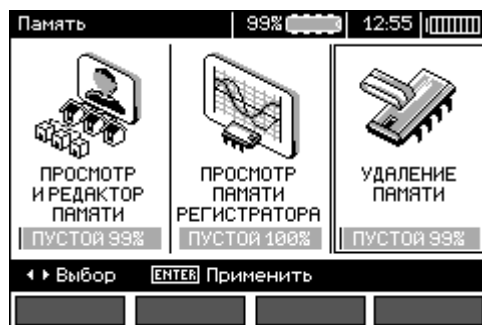 Память 99% 12:55
ПРОСМОТР
И РЕДАКТОР
ПАМЯТИ
ПУСТОЙ 99%
ПРОСМОТР
ПАМЯТИ
РЕГИСТРАТОРА
ПУСТОЙ 100%
УДАЛЕНИЕ
ПАМЯТИ
ПУСТОЙ 99%
Выбор ENTER Применить